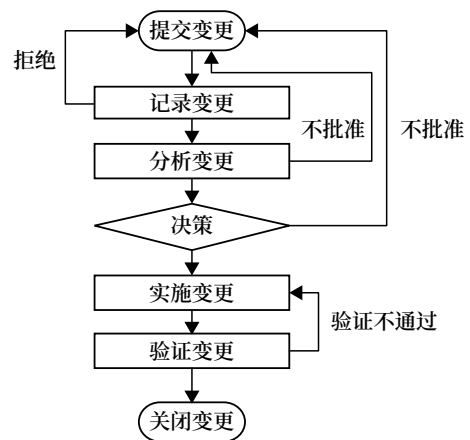 提交变更
拒绝
记录变更
不批准
不批准
分析变更
决策
实施变更
验证不通过
验证变更
关闭变更